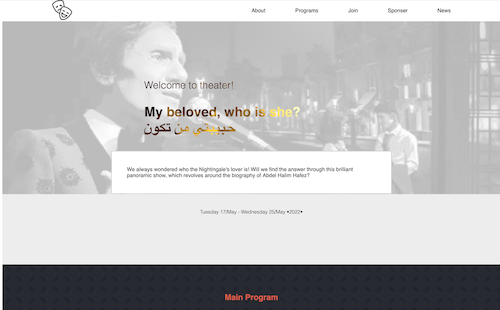 About Programs Join Sponser News
Welcome to theater!
My beloved, who is she?
حبيبتي من تكون
We always wondered who the Nightingale's lover is! Will we find the answer through this brilliant
panoramic show, which revolves around the biography of Abdel Halim Hafez?
Tuesday 17/May - Wednesday 25/May •2022•
Main Program